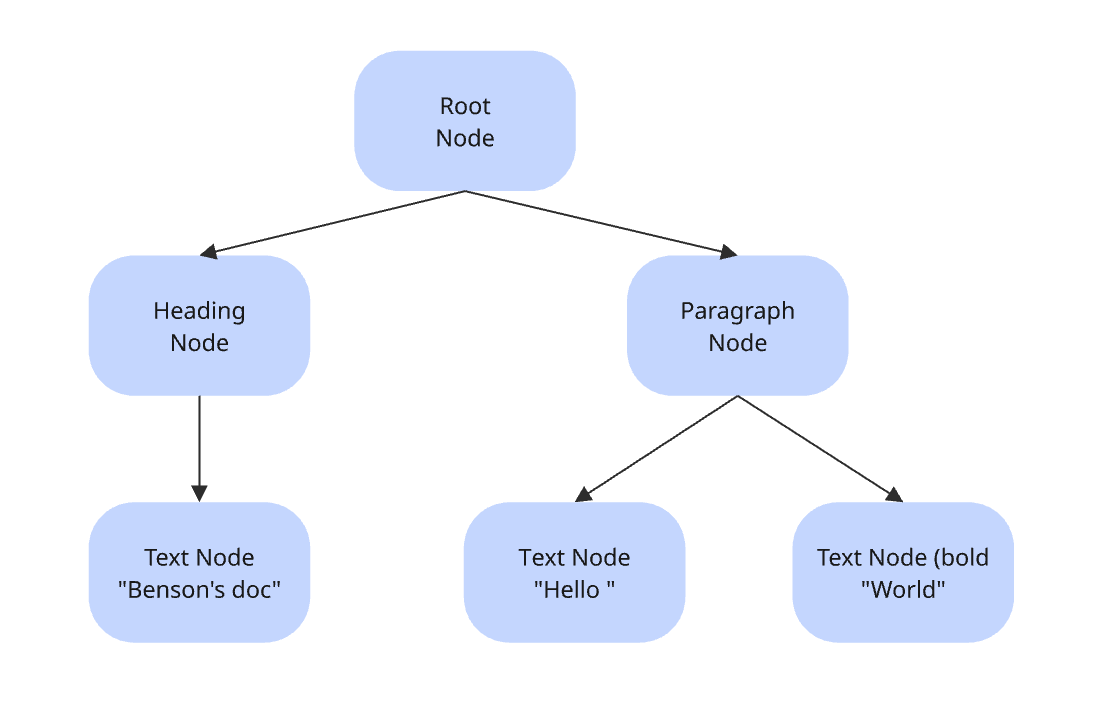 Root
Node
Heading
Node
Paragraph
Node
Text Node
"Benson's doc"
Text Node
"Hello "
Text Node (bold
"World"